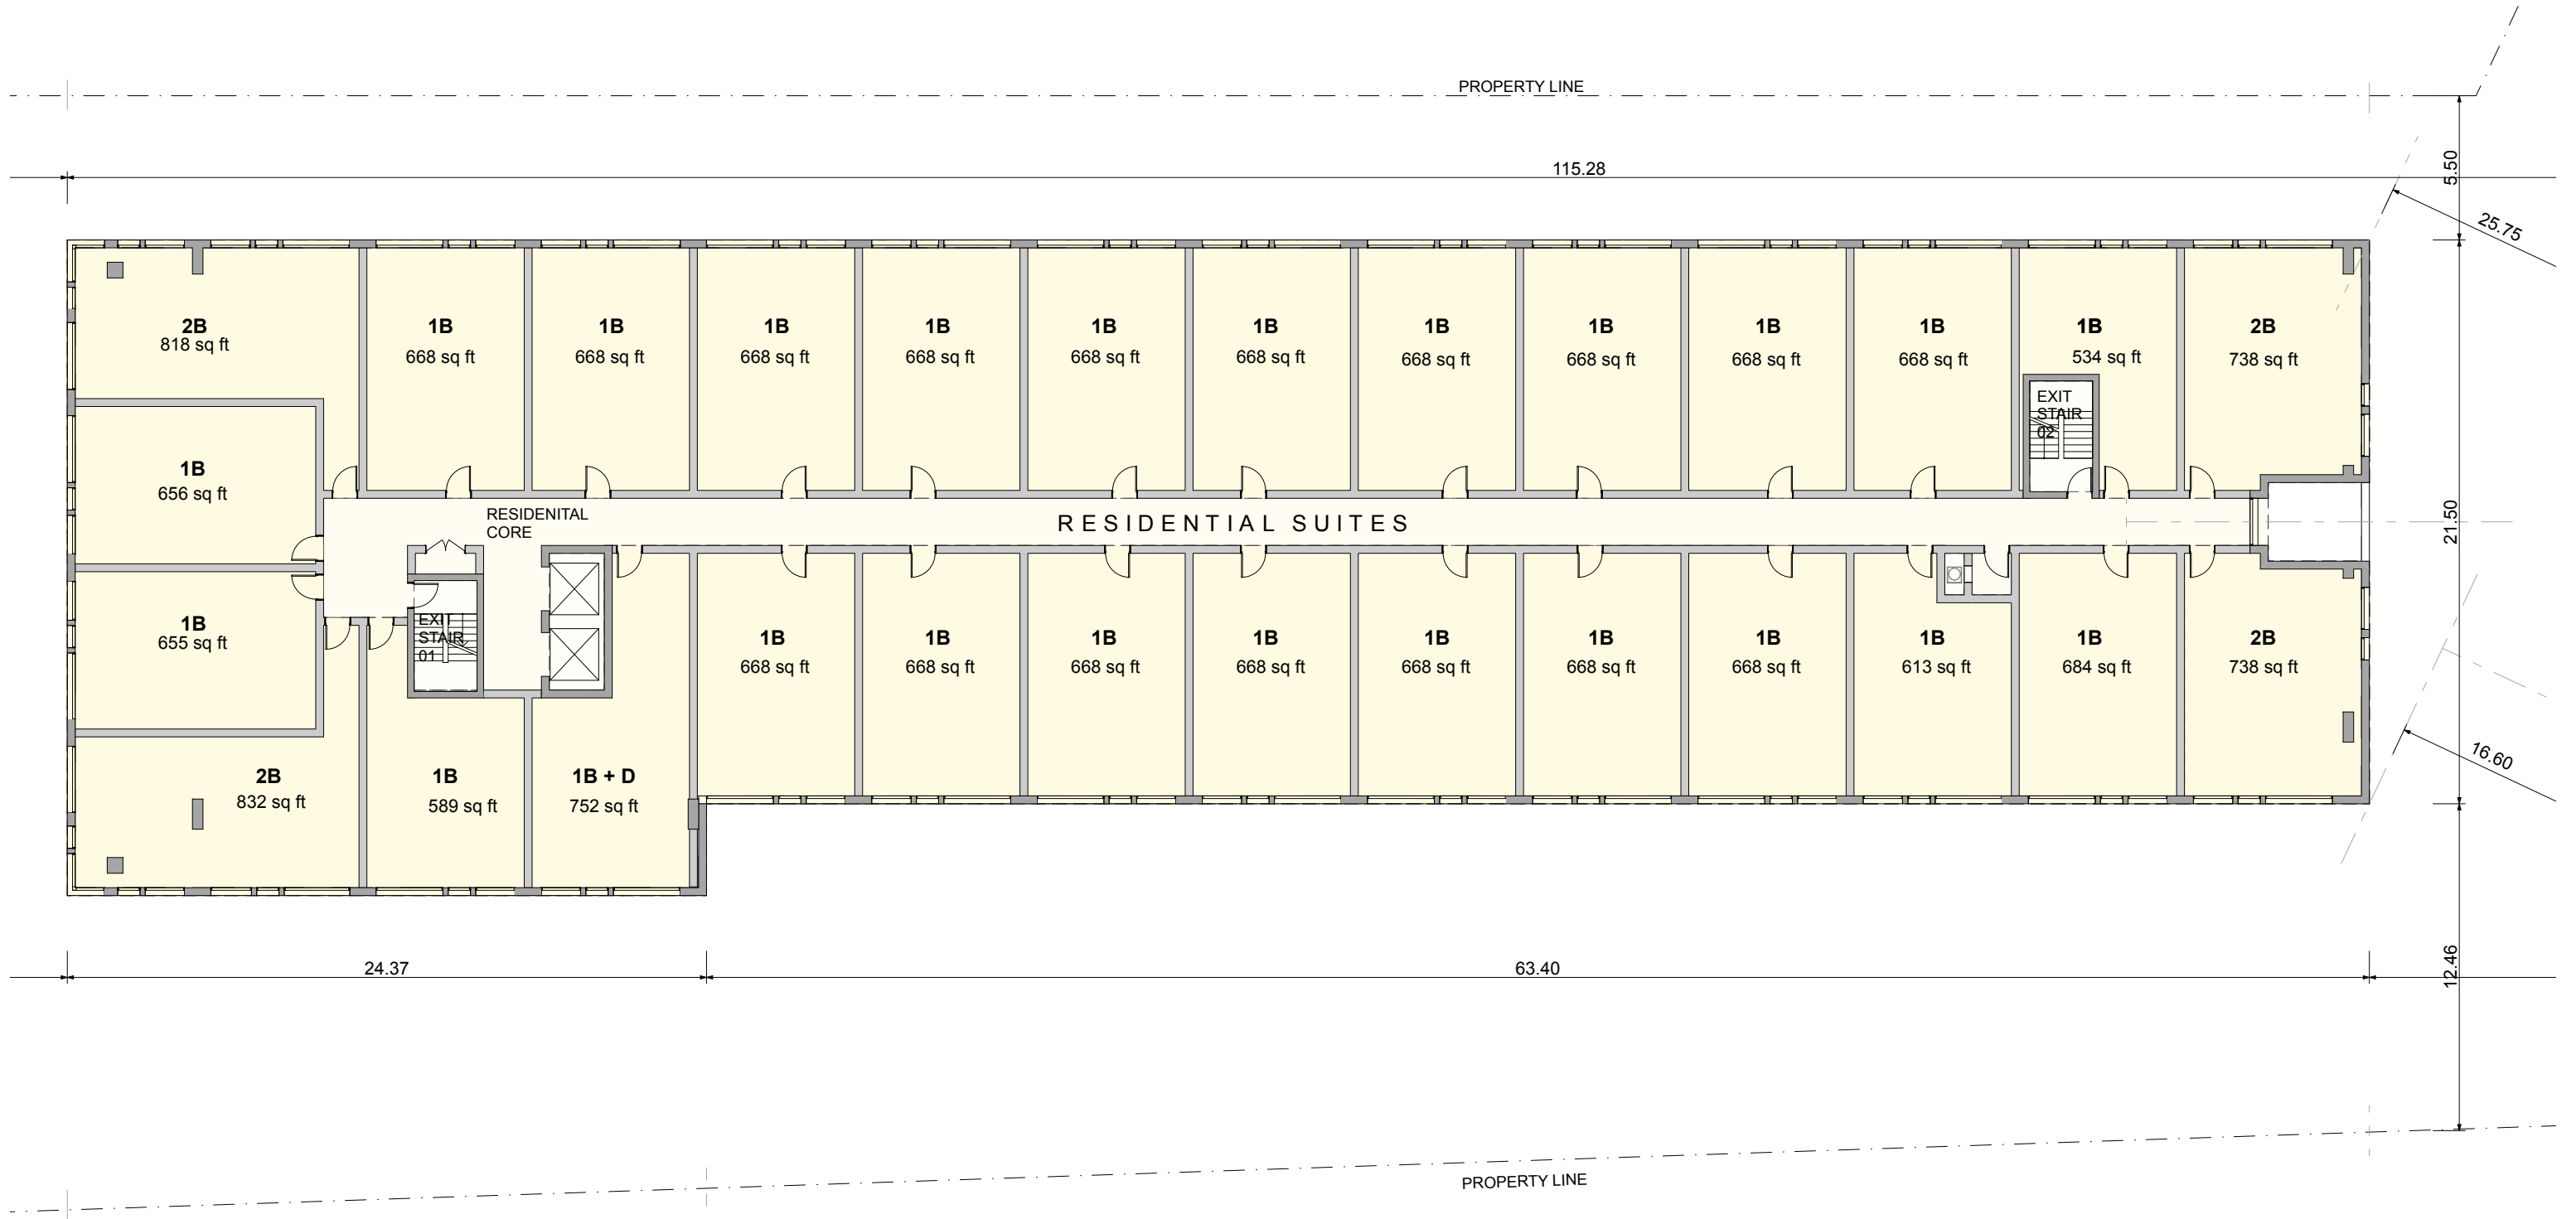 PROPERTY LINE
115.28
5.50
25.75
2B
818 sq ft
1B
668 sq ft
1B
668 sq ft
1B
668 sq ft
1B
668 sq ft
1B
668 sq ft
1B
668 sq ft
1B
668 sq ft
1B
668 sq ft
1B
668 sq ft
1B
668 sq ft
1B
534 sq ft
2B
738 sq ft
EXIT
STAIR
02
1B
656 sq ft
RESIDENITAL
CORE
RESIDENTIAL SUITES
21.50
1B
655 sq ft
EXIT
STAIR
01
1B
668 sq ft
1B
668 sq ft
1B
668 sq ft
1B
668 sq ft
1B
668 sq ft
1B
668 sq ft
1B
668 sq ft
1B
613 sq ft
1B
684 sq ft
2B
738 sq ft
16.60
2B
832 sq ft
1B
589 sq ft
1B + D
752 sq ft
24.37
63.40
12.46
PROPERTY LINE